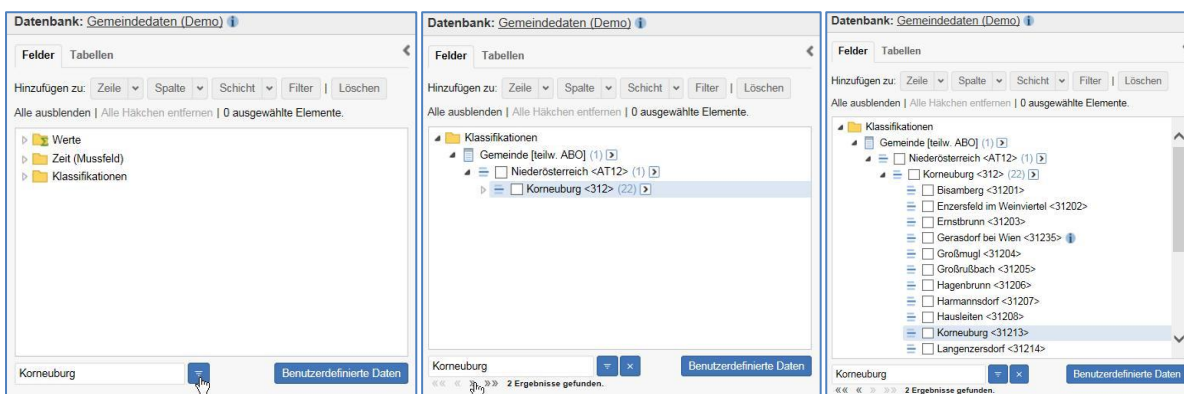 Datenbank: Gemeindedaten (Demo)
Felder Tabellen
Hinzufügen zu: Zeile Spalte Schicht Filter | Löschen
Alle ausblenden | Alle Häkchen entfernen | 0 ausgewählte Elemente.
Werte
Zeit (Mussfeld)
Klassifikationen
Korneuburg
Benutzerdefinierte Daten
Datenbank: Gemeindedaten (Demo)
Felder Tabellen
Hinzufügen zu: Zeile Spalte Schicht Filter | Löschen
Alle ausblenden | Alle Häkchen entfernen | 0 ausgewählte Elemente.
Klassifikationen
Gemeinde [teilw. ABO] (1)
Niederösterreich <AT12> (1)
Korneuburg <312> (22)
Korneuburg
Benutzerdefinierte Daten
«« « » »» 2 Ergebnisse gefunden.
Datenbank: Gemeindedaten (Demo)
Felder Tabellen
Hinzufügen zu: Zeile Spalte Schicht Filter | Löschen
Alle ausblenden | Alle Häkchen entfernen | 0 ausgewählte Elemente.
Klassifikationen
Gemeinde [teilw. ABO] (1)
Niederösterreich <AT12> (1)
Korneuburg <312> (22)
Bisamberg <31201>
Enzersfeld im Weinviertel <31202>
Ernstbrunn <31203>
Gerasdorf bei Wien <31235>
Großmugl <31204>
Großrußbach <31205>
Hagenbrunn <31206>
Harmannsdorf <31207>
Hausleiten <31208>
Korneuburg <31213>
Langenzersdorf <31214>
Korneuburg
Benutzerdefinierte Daten
«« « » »» 2 Ergebnisse gefunden.